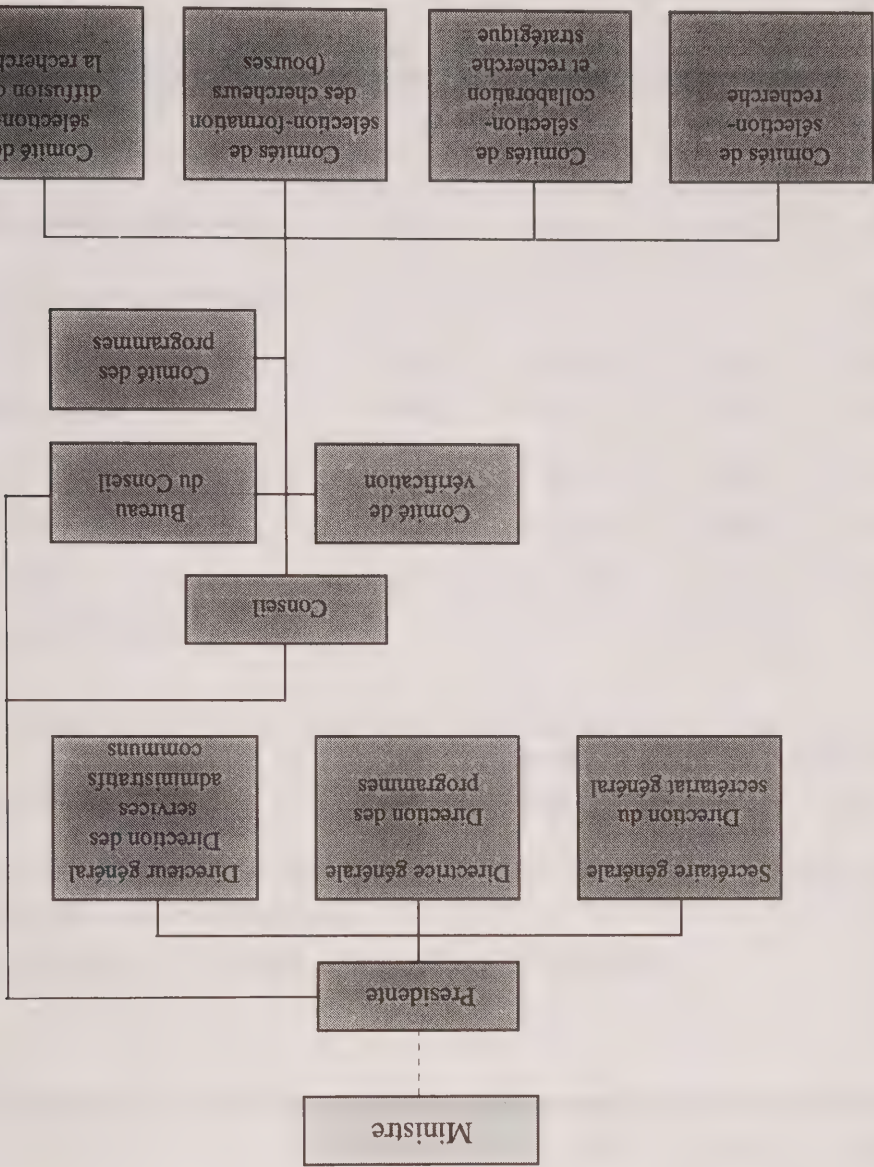 Ministre
Presidente
Secrétaire générale
Direction du
secrétariat général
Directrice générale
Direction des
programmes
Directeur général
Direction des
services
administratifs
communs
Conseil
Comité de
vérification
Bureau
du Conseil
Comité des
programmes
Comités de
sélection-
recherche
Comités de
sélection-
collaboration
et recherche
stratégique
Comités de
sélection-formation
des chercheurs
(bourses)
Comité de
sélection-
diffusion
la